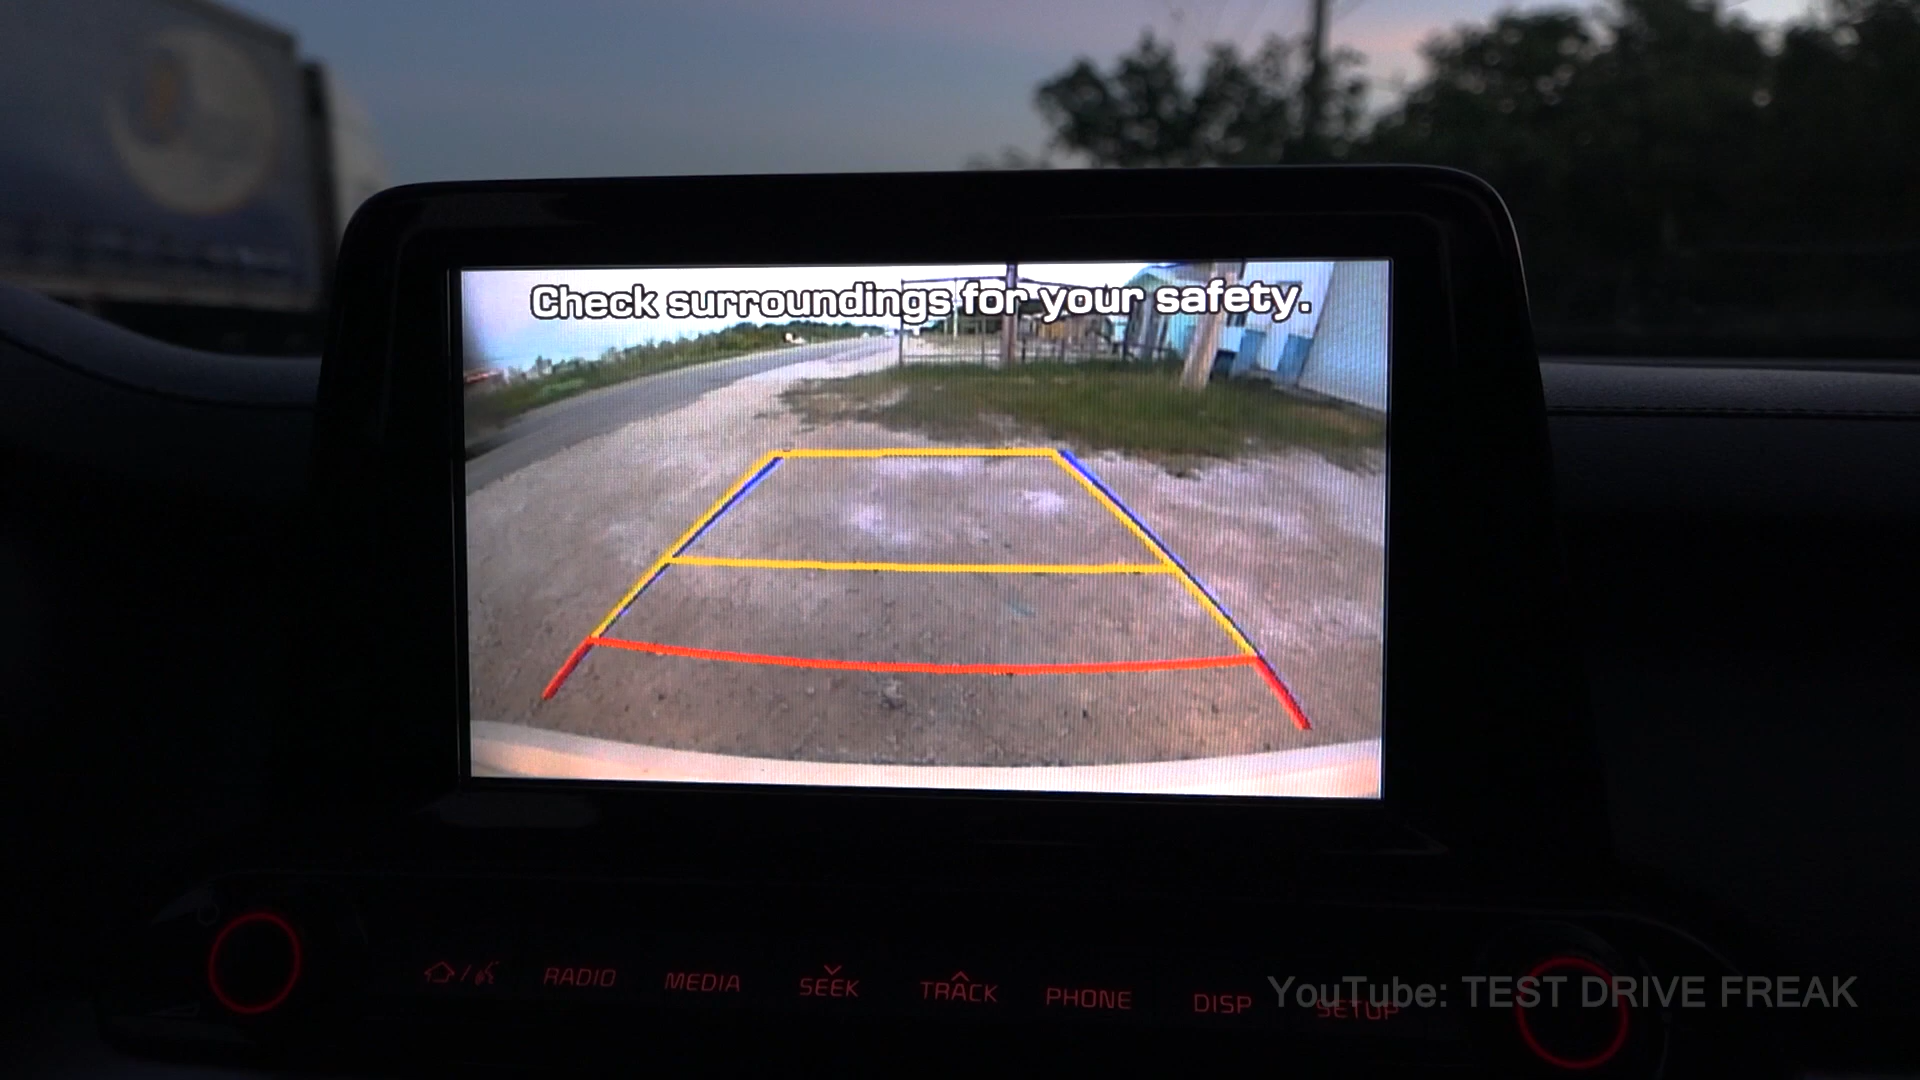 Check surroundings for your safety.
RADIO
MEDIA
SEEK
TRACK
PHONE
DISP
SETUP
YouTube: TEST DRIVE FREAK